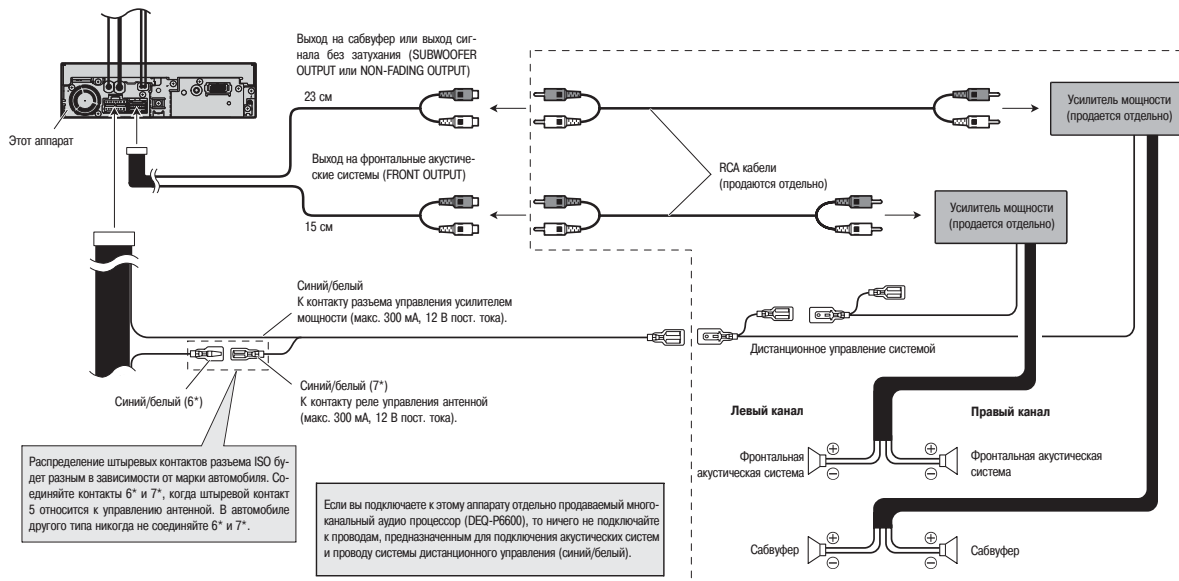 Выход на сабвуфер или выход сиг-
нала без затухания (SUBWOOFER
OUTPUT или NON-FADING OUTPUT)
23 см
Этот аппарат
Выход на фронтальные акустиче-
ские системы (FRONT OUTPUT)
15 см
RCA кабели
(продаются отдельно)
Усилитель мощности
(продается отдельно)
Усилитель мощности
(продается отдельно)
Синий/белый
К контакту разъема управления усилителем
мощности (макс. 300 мА, 12 В пост. тока).
Дистанционное управление системой
Синий/белый (6*)
Синий/белый (7*)
К контакту реле управления антенной
(макс. 300 мА, 12 В пост. тока).
Распределение штыревых контактов разъема ISO бу-
дет разным в зависимости от марки автомобиля. Со-
единяйте контакты 6* и 7*, когда штыревой контакт
5 относится к управлению антенной. В автомобиле
другого типа никогда не соединяйте 6* и 7*.
Если вы подключаете к этому аппарату отдельно продаваемый много-
канальный аудио процессор (DEQ-P6600), то ничего не подключайте
к проводам, предназначенным для подключения акустических систем
и проводу системы дистанционного управления (синий/белый).
Левый канал
Правый канал
Фронтальная
акустическая система
⊕
⊖
⊕
⊖
Фронтальная акустическая
система
Сабвуфер
⊕
⊖
⊕
⊖
Сабвуфер